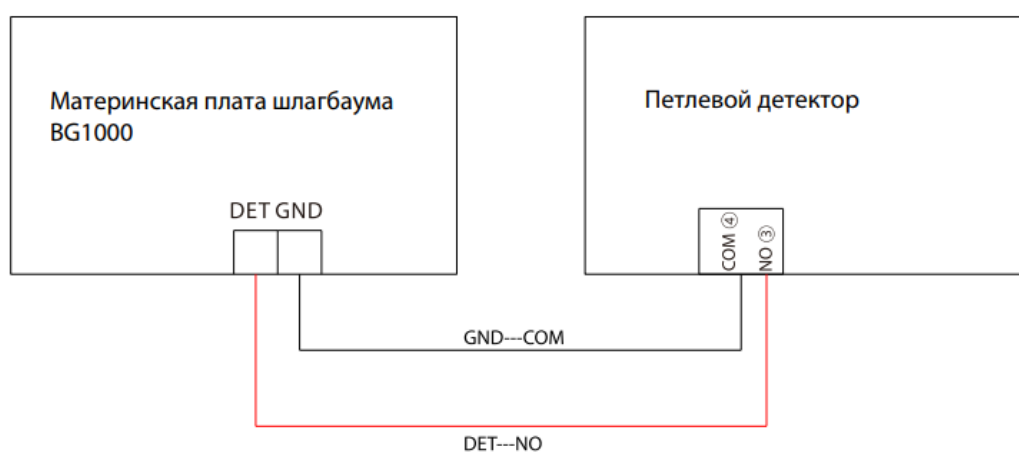 Материнская плата шлагбаума
BG1000
Петлевой детектор
DET GND
COM ④
NO ③
GND---COM
DET---NO